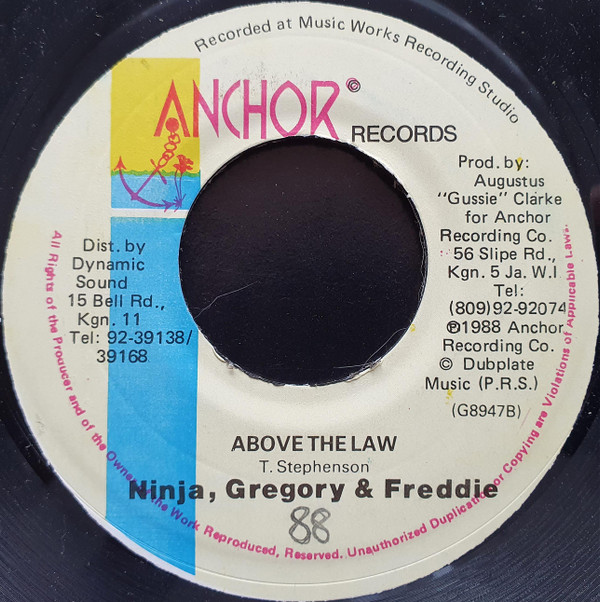 Recorded at Music Works Recording Studio
ANCHOR©
RECORDS
Prod. by:
Augustus
"Gussie" Clarke
for Anchor
Recording Co.
56 Slipe Rd.,
Kgn. 5 Ja. W.I
Tel:
(809)92-92074
℗1988 Anchor
Recording Co.
© Dubplate
Music (P.R.S.)
(G8947B)
Dist. by
Dynamic
Sound
15 Bell Rd.,
Kgn. 11
Tel: 92-39138/
39168
ABOVE THE LAW
T. Stephenson
Ninja, Gregory & Freddie
88
All Rights of the Producer and of the Owner of the Work Reproduced, Reserved. Unauthorized Duplication or Copying are Violations of Applicable Laws.